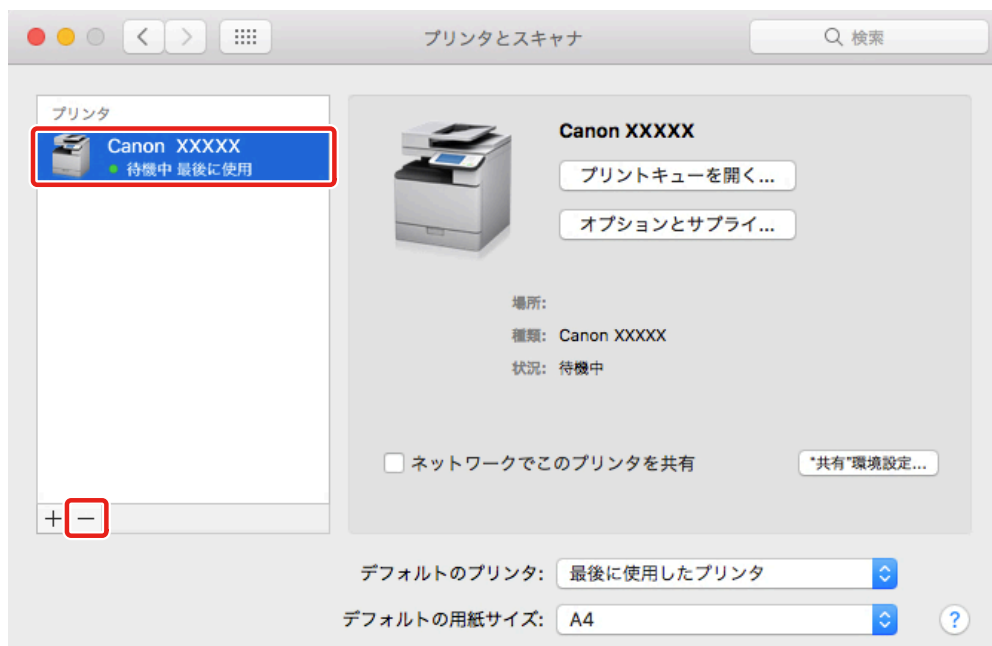 プリンタとスキャナ
検索
プリンタ
Canon XXXXX
待機中 最後に使用
Canon XXXXX
プリントキューを開く...
オプションとサプライ...
場所:
種類: Canon XXXXX
状況: 待機中
ネットワークでこのプリンタを共有
"共有"環境設定...
+ −
デフォルトのプリンタ: 最後に使用したプリンタ
デフォルトの用紙サイズ: A4
?